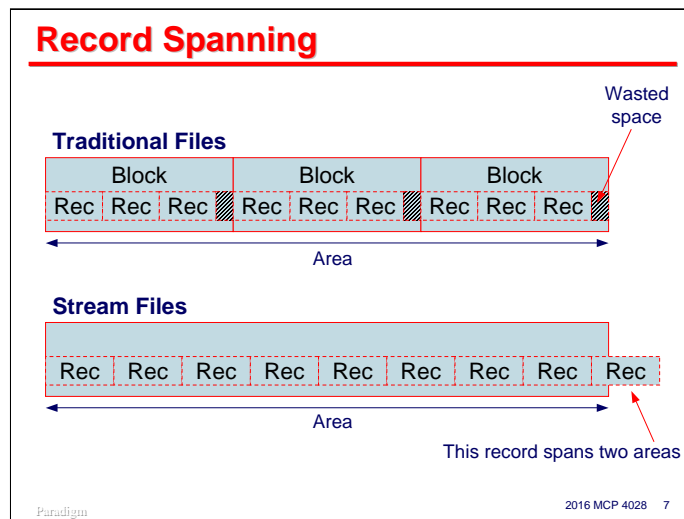 Record Spanning
Wasted
space
Traditional Files
Block Block Block
Rec Rec Rec Rec Rec Rec Rec Rec Rec
Area
Stream Files
Rec Rec Rec Rec Rec Rec Rec Rec Rec
Area
This record spans two areas
Paradigm
2016 MCP 4028 7